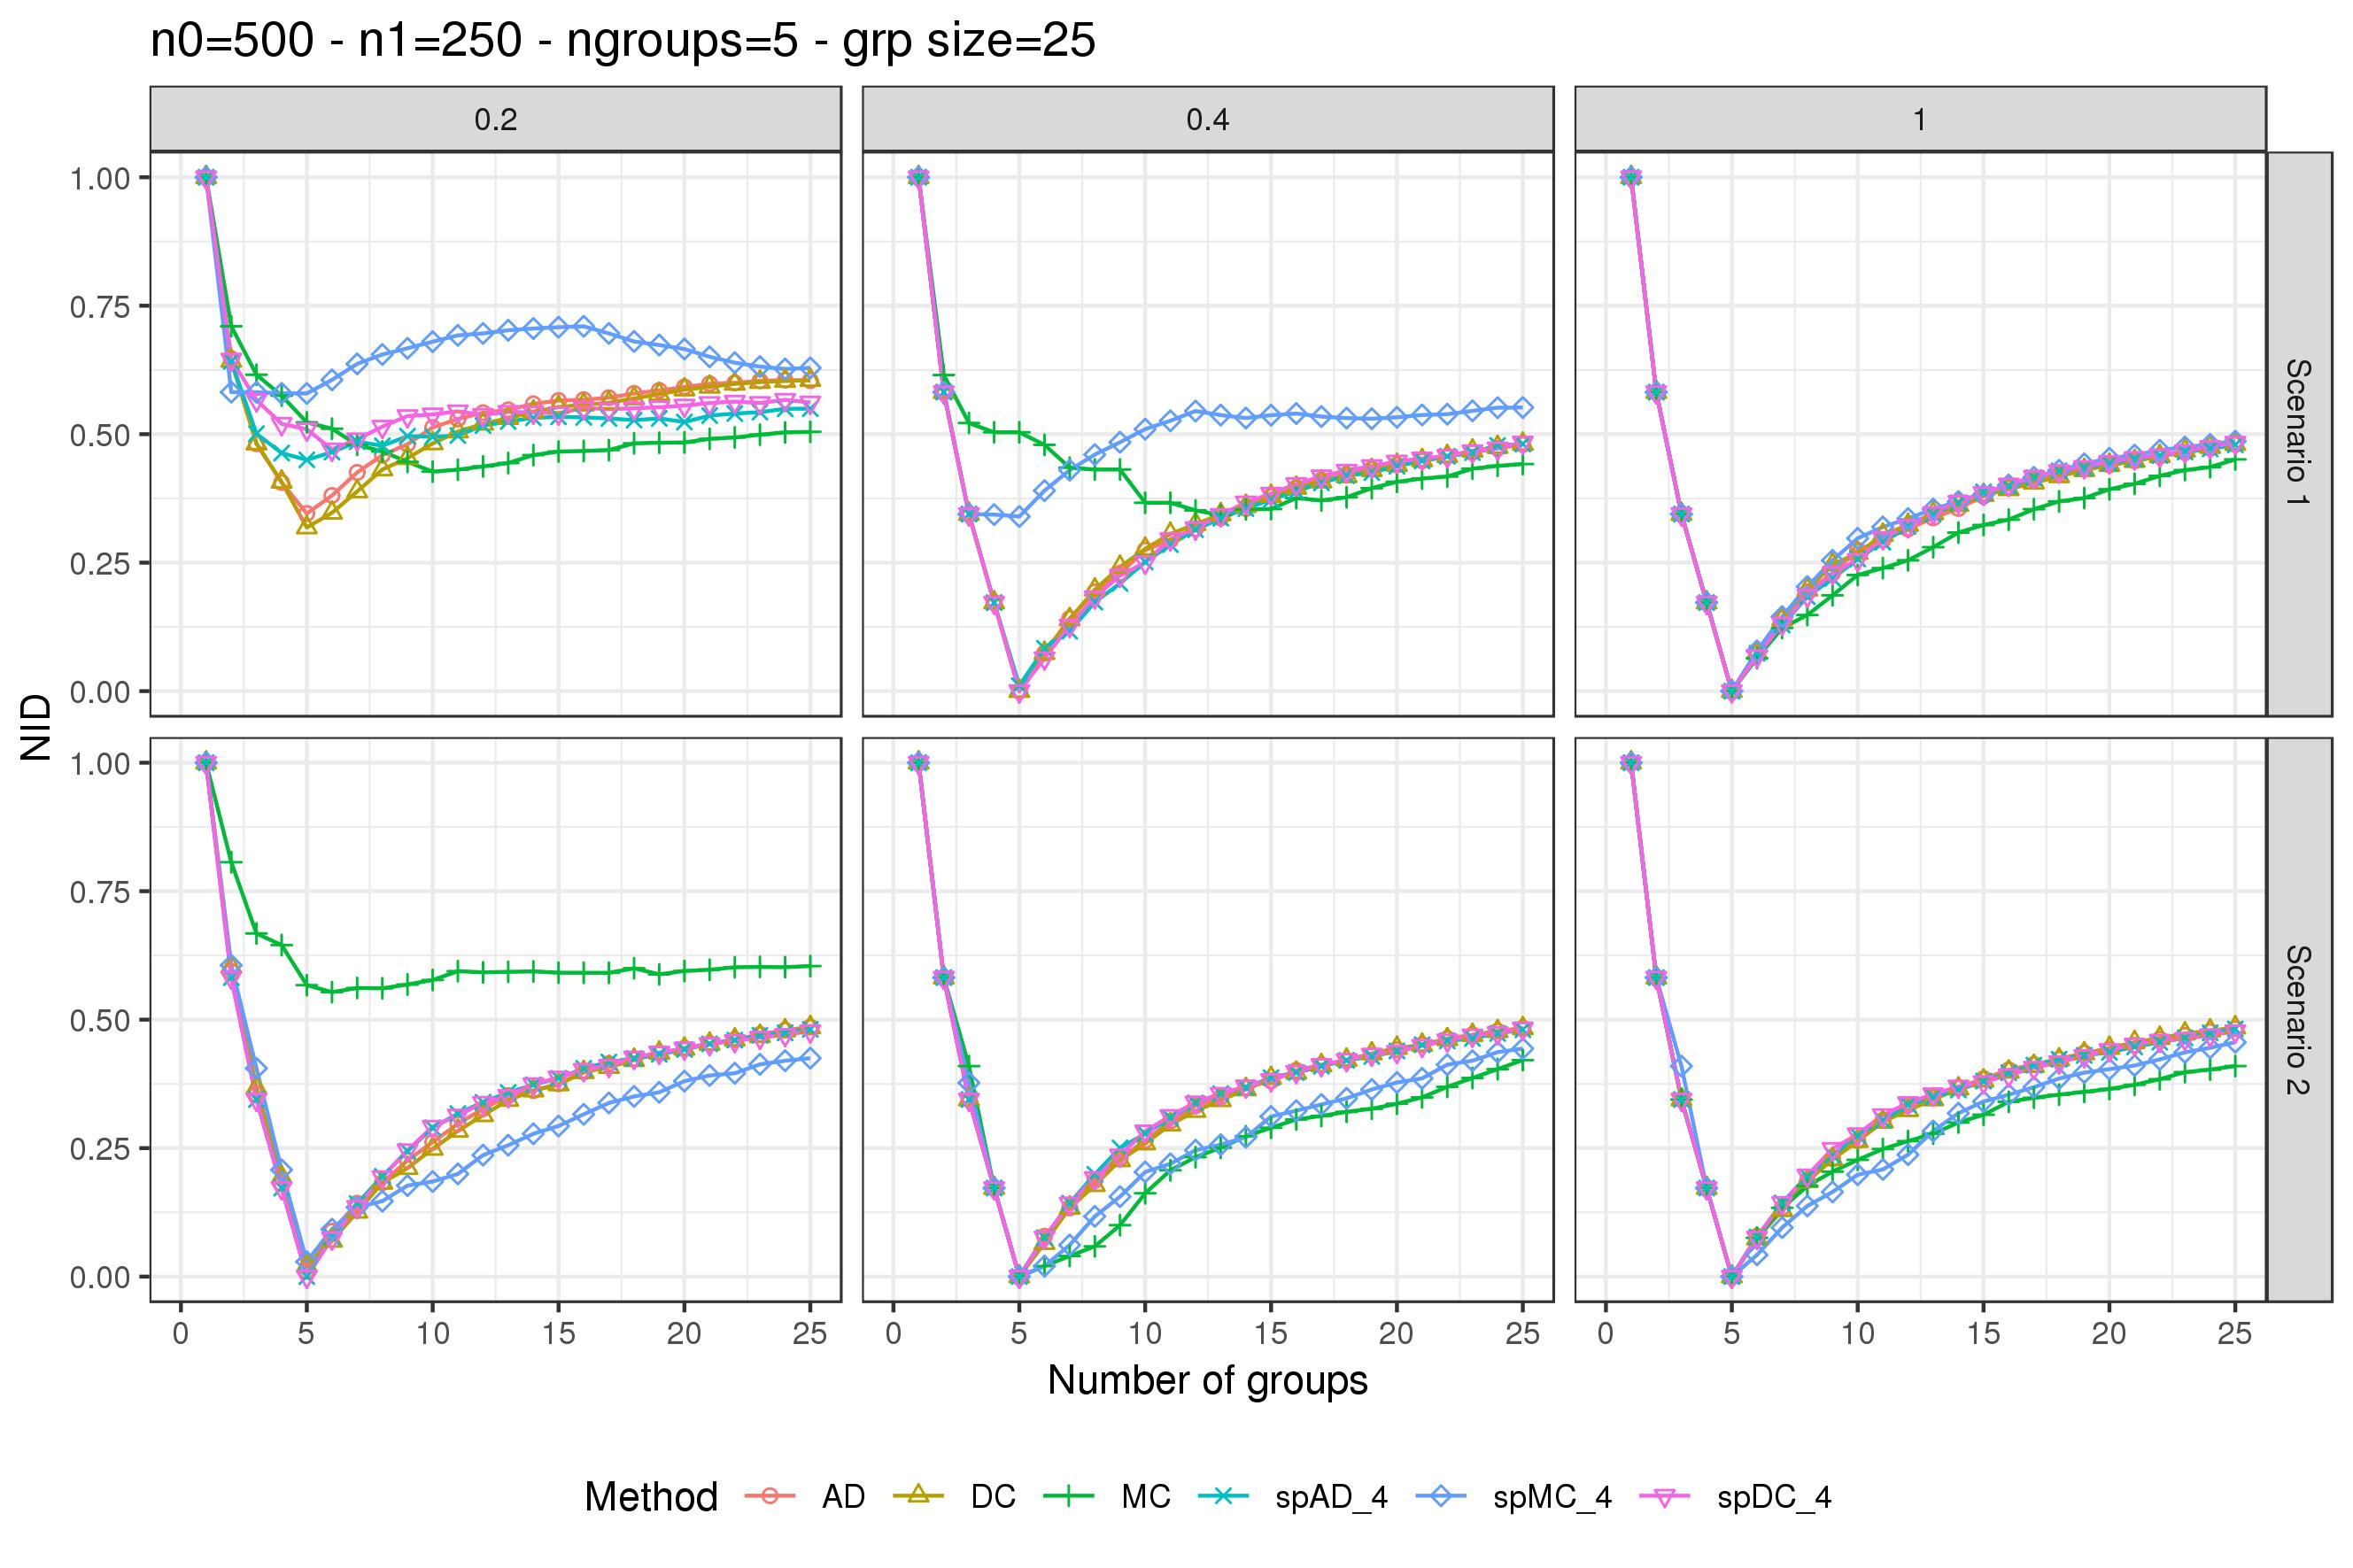 n0=500 - n1=250 - ngroups=5 - grp size=25
0.2 0.4 1
1.00
0.75
0.50
0.25
0.00
Scenario 1
NID
1.00
0.75
0.50
0.25
0.00
Scenario 2
0 5 10 15 20 25 0 5 10 15 20 25 0 5 10 15 20 25
Number of groups
Method AD DC MC spAD_4 spMC_4 spDC_4